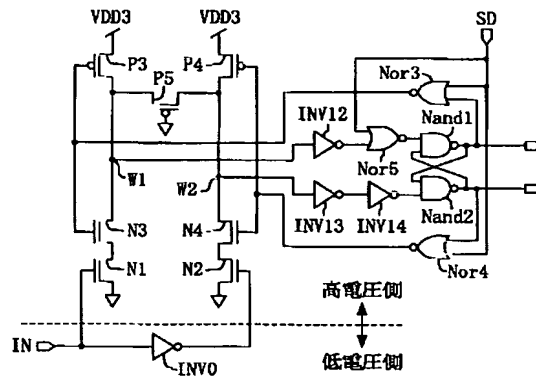 VDD3 VDD3 SD
P3 P4
P5
Nor3
INV12 Nand1
W1 Nor5
W2
N3 N4 INV13 INV14 Nand2
N1 N2 Nor4
高電圧側
低電圧側
IN
INV0